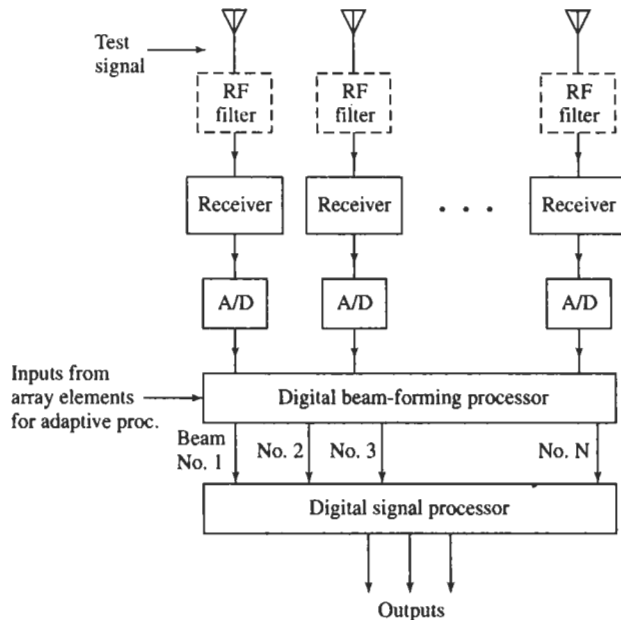 Test
signal
RF
filter
RF
filter
RF
filter
Receiver
Receiver
. . .
Receiver
A/D
A/D
A/D
Inputs from
array elements
for adaptive proc.
Digital beam-forming processor
Beam
No. 1
No. 2
No. 3
No. N
Digital signal processor
Outputs